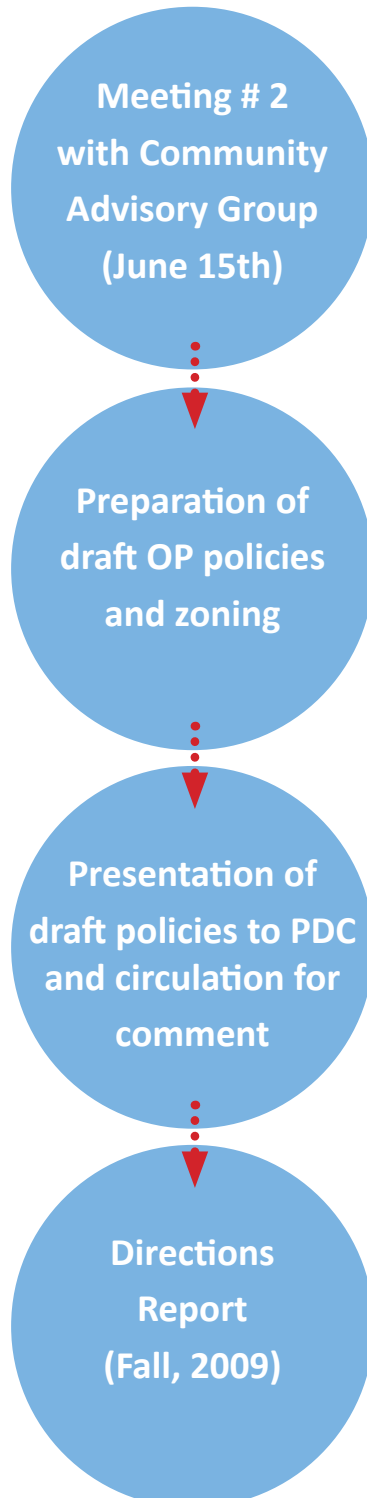 Meeting # 2
with Community
Advisory Group
(June 15th)
Preparation of
draft OP policies
and zoning
Presentation of
draft policies to PDC
and circulation for
comment
Directions
Report
(Fall, 2009)